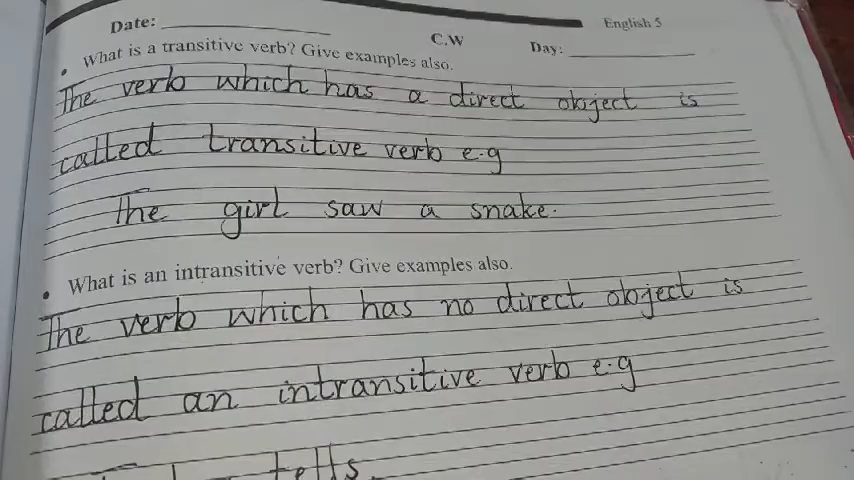 Date:
C.W
English 5
Day:
• What is a transitive verb? Give examples also.
The verb which has a direct object is
called transitive verb e.g
The girl saw a snake.
• What is an intransitive verb? Give examples also.
The verb which has no direct object is
called an intransitive verb e.g
tells